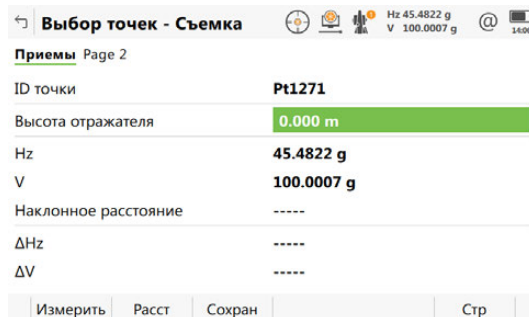 Выбор точек - Съемка
Hz 45.4822 g
V 100.0007 g
@
Приемы Page 2
ID точки Pt1271
Высота отражателя 0.000 m
Hz 45.4822 g
V 100.0007 g
Наклонное расстояние -----
ΔHz -----
ΔV -----
Измерить Расст Сохран Стр